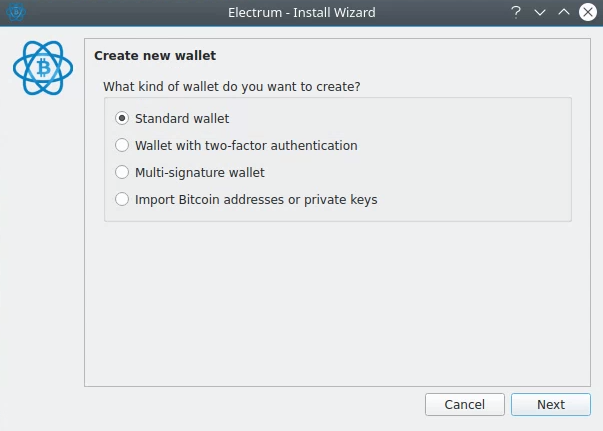 Electrum - Install Wizard
Create new wallet
What kind of wallet do you want to create?
Standard wallet
Wallet with two-factor authentication
Multi-signature wallet
Import Bitcoin addresses or private keys
Cancel
Next